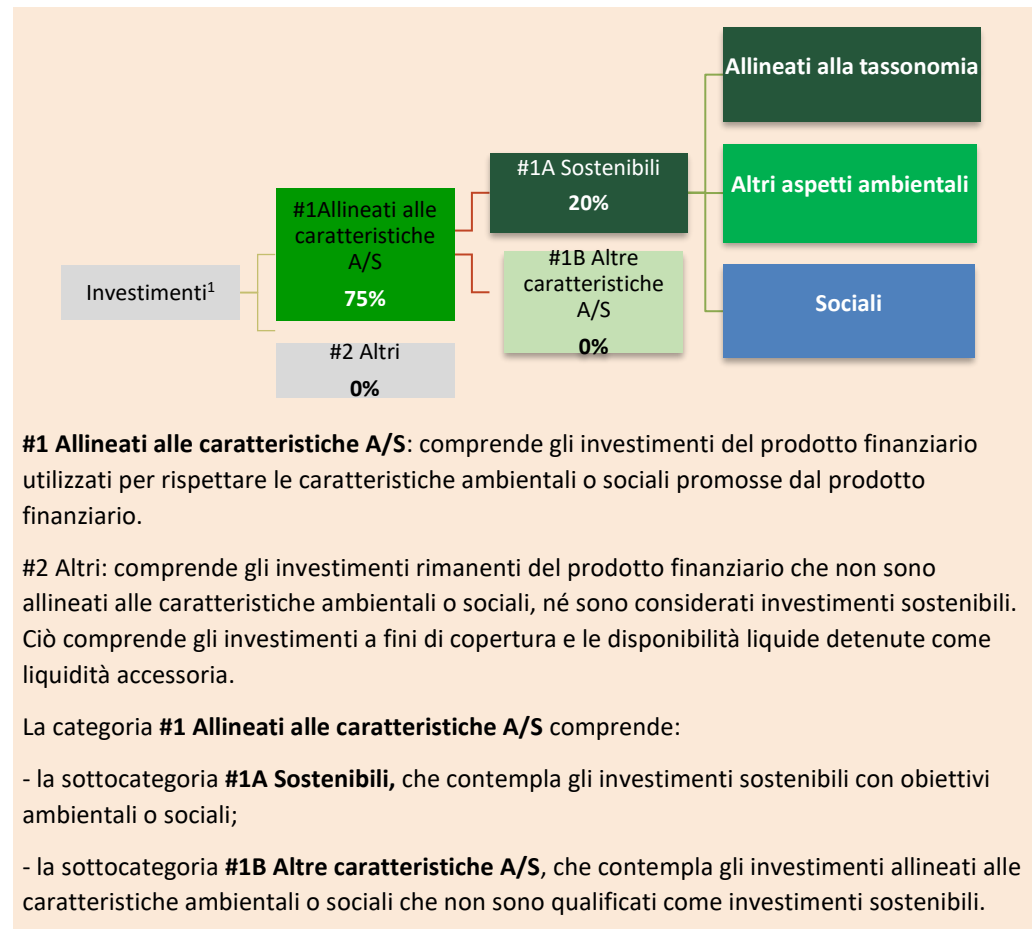 Allineati alla tassonomia
#1A Sostenibili
20%
Altri aspetti ambientali
#1Allineati alle
caratteristiche
A/S
75%
#1B Altre
caratteristiche
A/S
0%
Investimenti1
Sociali
#2 Altri
0%
#1 Allineati alle caratteristiche A/S: comprende gli investimenti del prodotto finanziario
utilizzati per rispettare le caratteristiche ambientali o sociali promosse dal prodotto
finanziario.
#2 Altri: comprende gli investimenti rimanenti del prodotto finanziario che non sono
allineati alle caratteristiche ambientali o sociali, né sono considerati investimenti sostenibili.
Ciò comprende gli investimenti a fini di copertura e le disponibilità liquide detenute come
liquidità accessoria.
La categoria #1 Allineati alle caratteristiche A/S comprende:
- la sottocategoria #1A Sostenibili, che contempla gli investimenti sostenibili con obiettivi
ambientali o sociali;
- la sottocategoria #1B Altre caratteristiche A/S, che contempla gli investimenti allineati alle
caratteristiche ambientali o sociali che non sono qualificati come investimenti sostenibili.